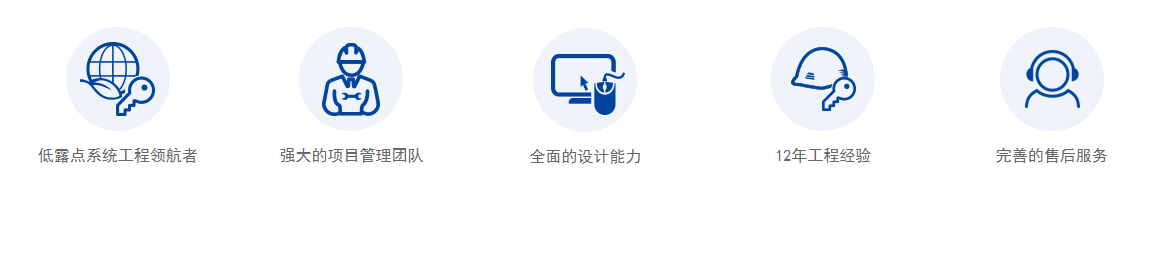 低露点系统工程领航者
强大的项目管理团队
全面的设计能力
12年工程经验
完善的售后服务